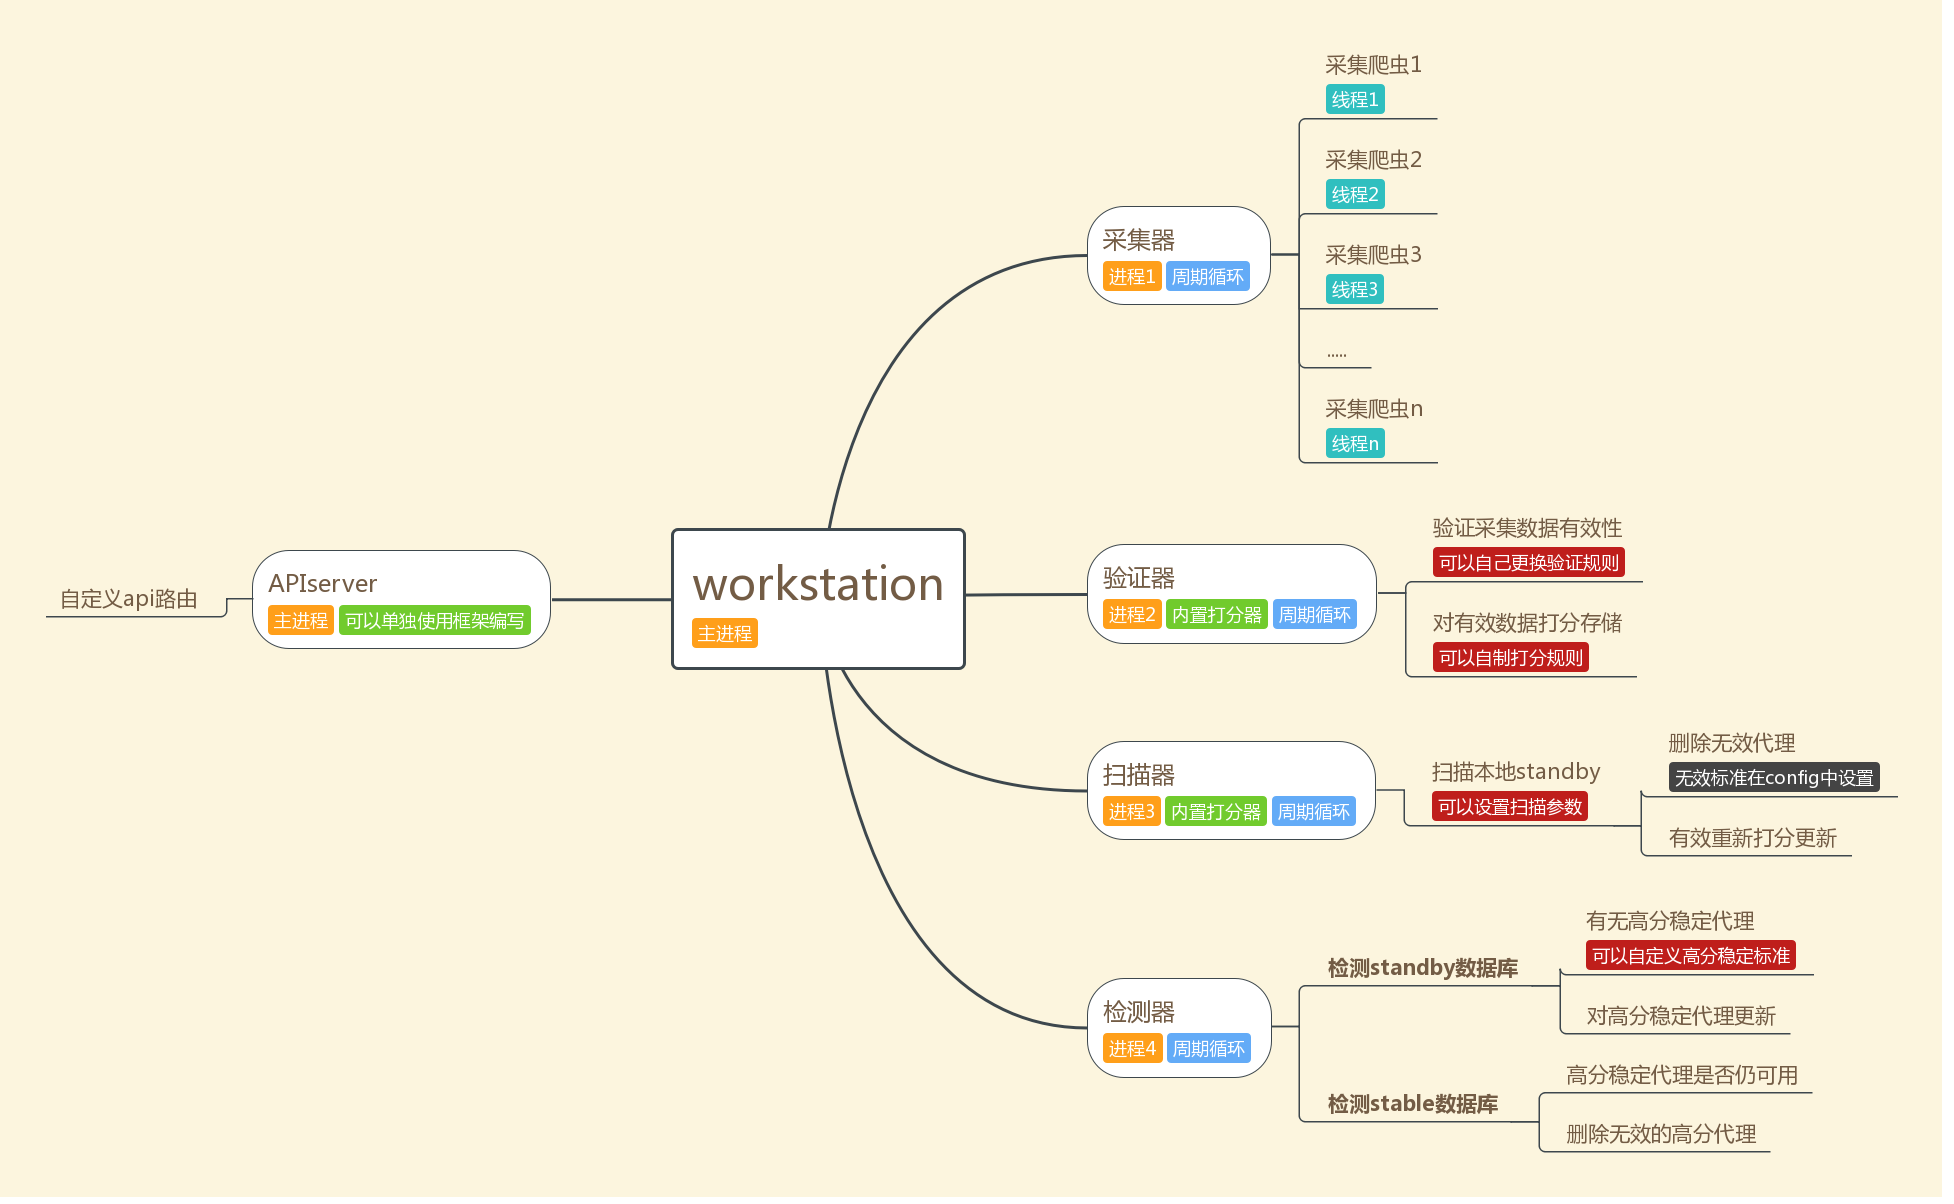 采集爬虫1
线程1
采集爬虫2
线程2
采集器
进程1 周期循环
采集爬虫3
线程3
.....
采集爬虫n
线程n
workstation
主进程
APIserver
主进程 可以单独使用框架编写
自定义api路由
验证器
进程2 内置打分器 周期循环
验证采集数据有效性
可以自己更换验证规则
对有效数据打分存储
可以自制打分规则
扫描器
进程3 内置打分器 周期循环
扫描本地standby
可以设置扫描参数
删除无效代理
无效标准在config中设置
有效重新打分更新
检测器
进程4 周期循环
检测standby数据库
有无高分稳定代理
可以自定义高分稳定标准
对高分稳定代理更新
检测stable数据库
高分稳定代理是否仍可用
删除无效的高分代理